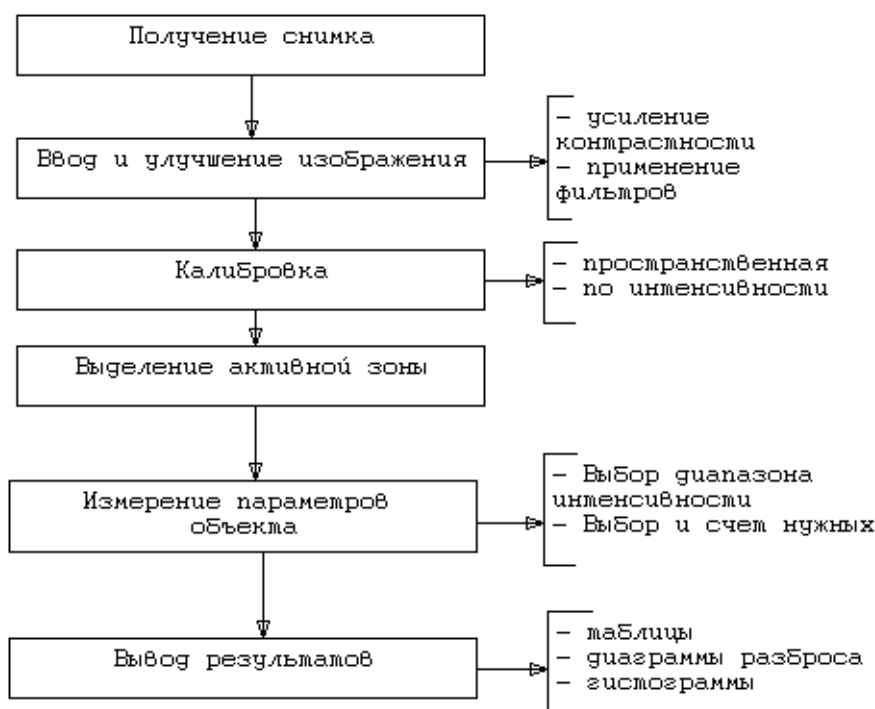 Получение снимка
Ввод и улучшение изображения
– усиление
контрастности
– применение
фильтров
Калибровка
– пространственная
– по интенсивности
Выделение активной зоны
Измерение параметров
объекта
– Выбор диапазона
интенсивности
– Выбор и счет нужных
Вывод результатов
– таблицы
– диаграммы разброса
– гистограммы